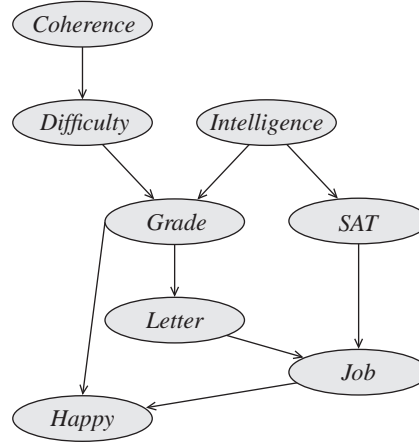 Coherence
Difficulty
Intelligence
Grade
SAT
Letter
Job
Happy